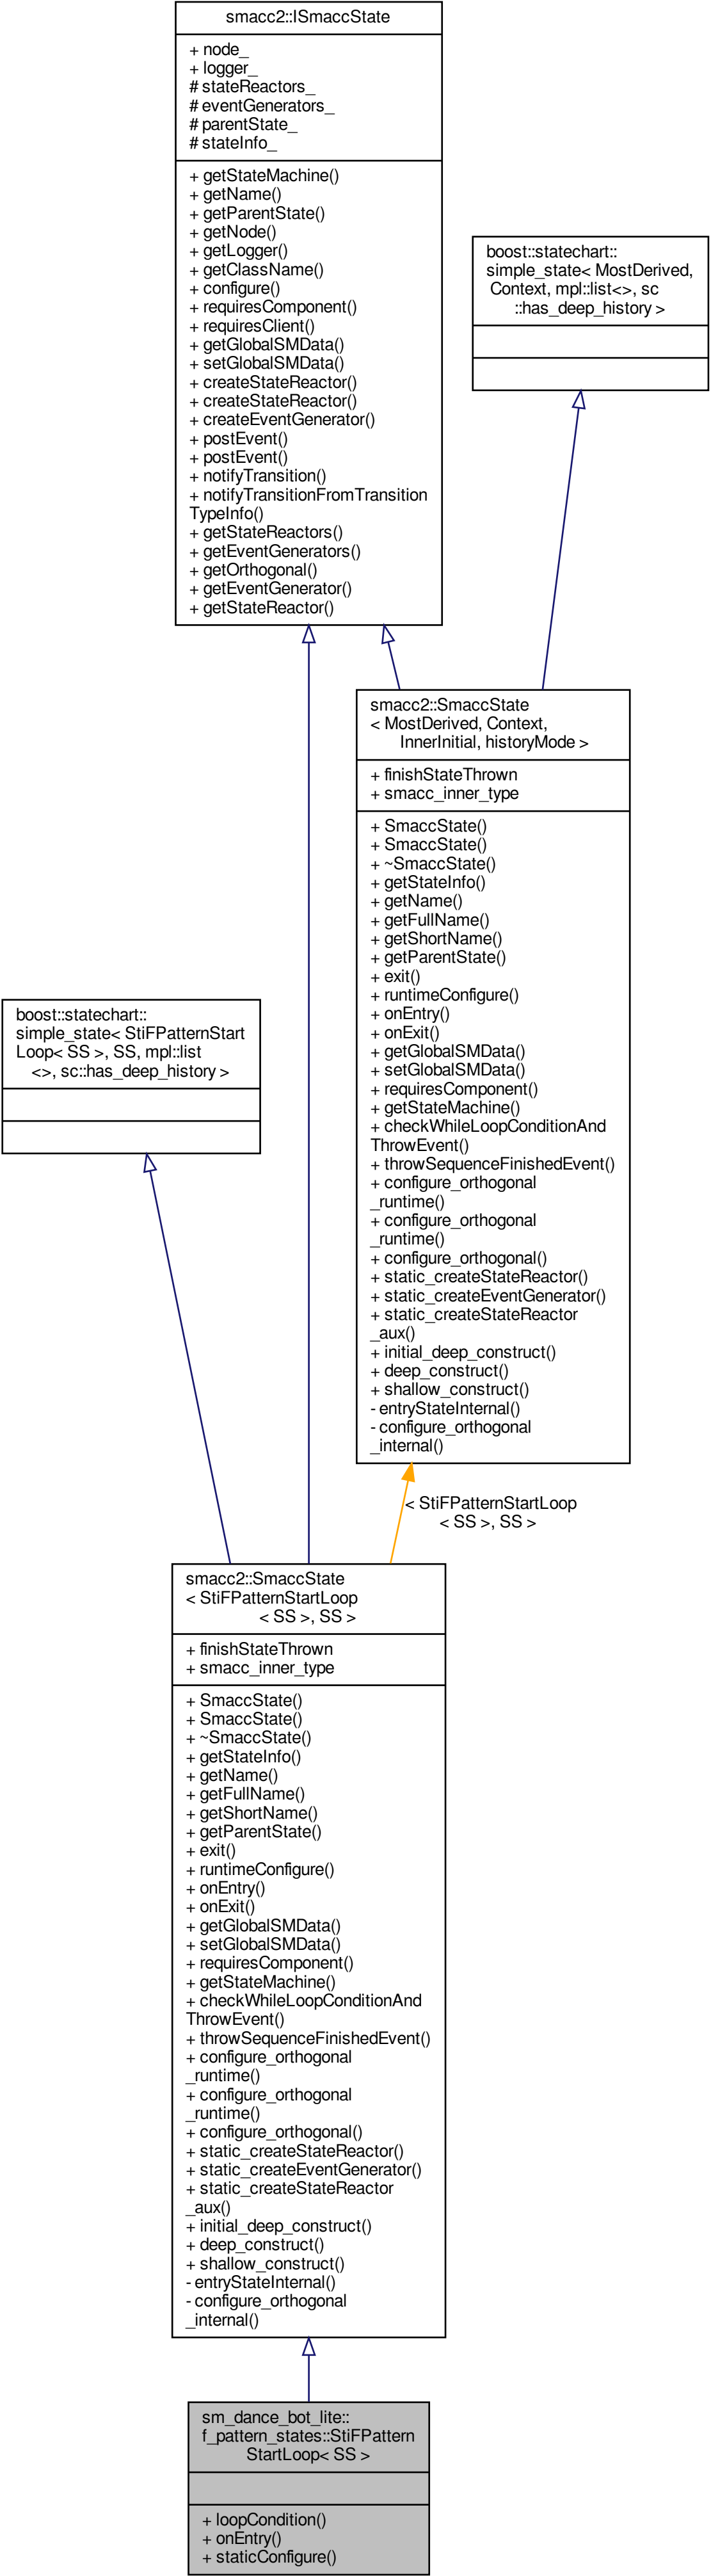 smacc2::ISmaccState
+ node_
+ logger_
# stateReactors_
# eventGenerators_
# parentState_
# stateInfo_
+ getStateMachine()
+ getName()
+ getParentState()
+ getNode()
+ getLogger()
+ getClassName()
+ configure()
+ requiresComponent()
+ requiresClient()
+ getGlobalSMData()
+ setGlobalSMData()
+ createStateReactor()
+ createStateReactor()
+ createEventGenerator()
+ postEvent()
+ postEvent()
+ notifyTransition()
+ notifyTransitionFromTransition
TypeInfo()
+ getStateReactors()
+ getEventGenerators()
+ getOrthogonal()
+ getEventGenerator()
+ getStateReactor()
boost::statechart::
simple_state< MostDerived,
Context, mpl::list<>, sc
::has_deep_history >
smacc2::SmaccState
< MostDerived, Context,
InnerInitial, historyMode >
+ finishStateThrown
+ smacc_inner_type
+ SmaccState()
+ SmaccState()
+ ~SmaccState()
+ getStateInfo()
+ getName()
+ getFullName()
+ getShortName()
+ getParentState()
+ exit()
+ runtimeConfigure()
+ onEntry()
+ onExit()
+ getGlobalSMData()
+ setGlobalSMData()
+ requiresComponent()
+ getStateMachine()
+ checkWhileLoopConditionAnd
ThrowEvent()
+ throwSequenceFinishedEvent()
+ configure_orthogonal
_runtime()
+ configure_orthogonal
_runtime()
+ configure_orthogonal()
+ static_createStateReactor()
+ static_createEventGenerator()
+ static_createStateReactor
_aux()
+ initial_deep_construct()
+ deep_construct()
+ shallow_construct()
- entryStateInternal()
- configure_orthogonal
_internal()
boost::statechart::
simple_state< StiFPatternStart
Loop< SS >, SS, mpl::list
<>, sc::has_deep_history >
< StiFPatternStartLoop
< SS >, SS >
smacc2::SmaccState
< StiFPatternStartLoop
< SS >, SS >
+ finishStateThrown
+ smacc_inner_type
+ SmaccState()
+ SmaccState()
+ ~SmaccState()
+ getStateInfo()
+ getName()
+ getFullName()
+ getShortName()
+ getParentState()
+ exit()
+ runtimeConfigure()
+ onEntry()
+ onExit()
+ getGlobalSMData()
+ setGlobalSMData()
+ requiresComponent()
+ getStateMachine()
+ checkWhileLoopConditionAnd
ThrowEvent()
+ throwSequenceFinishedEvent()
+ configure_orthogonal
_runtime()
+ configure_orthogonal
_runtime()
+ configure_orthogonal()
+ static_createStateReactor()
+ static_createEventGenerator()
+ static_createStateReactor
_aux()
+ initial_deep_construct()
+ deep_construct()
+ shallow_construct()
- entryStateInternal()
- configure_orthogonal
_internal()
sm_dance_bot_lite::
f_pattern_states::StiFPattern
StartLoop< SS >
+ loopCondition()
+ onEntry()
+ staticConfigure()